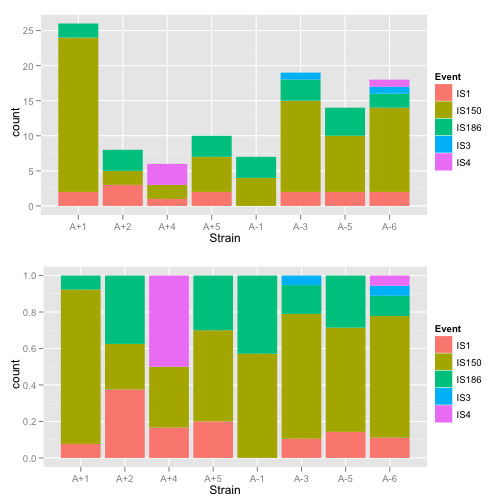 25
20
15
10
5
0
count
A+1 A+2 A+4 A+5 A-1 A-3 A-5 A-6
Strain
Event
IS1
IS150
IS186
IS3
IS4
1.0
0.8
0.6
0.4
0.2
0.0
count
A+1 A+2 A+4 A+5 A-1 A-3 A-5 A-6
Strain
Event
IS1
IS150
IS186
IS3
IS4